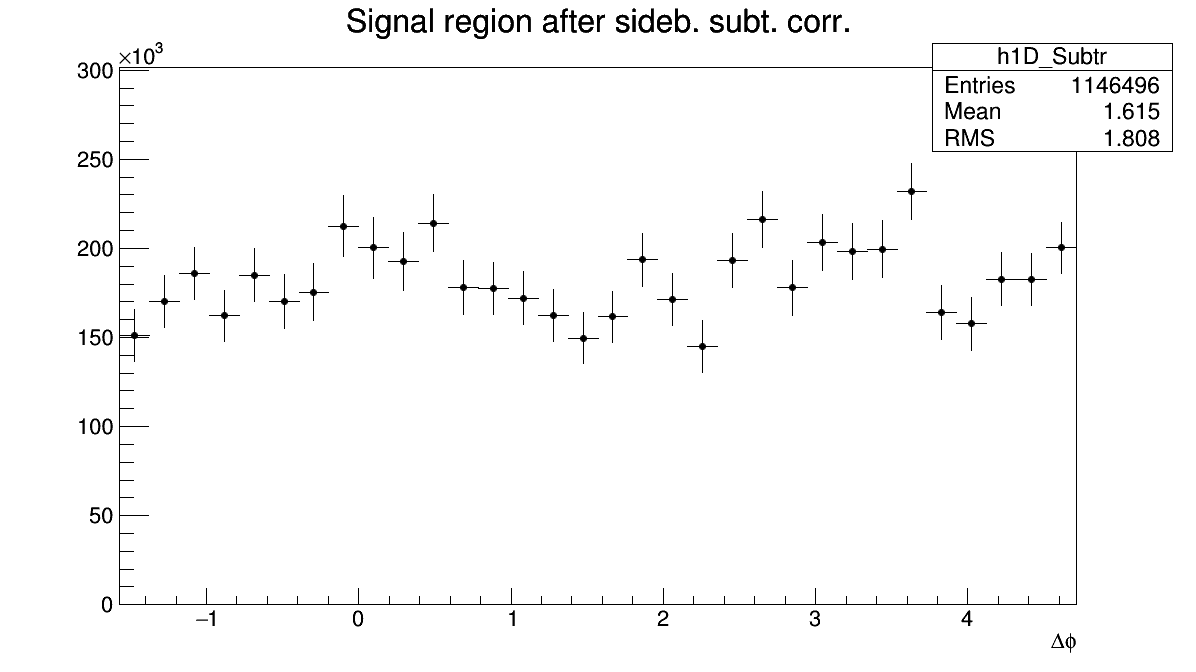 Signal region after sideb. subt. corr.
×10³
h1D_Subtr
Entries 1146496
Mean 1.615
RMS 1.808
300
250
200
150
100
50
0
−1 0 1 2 3 4
Δϕ